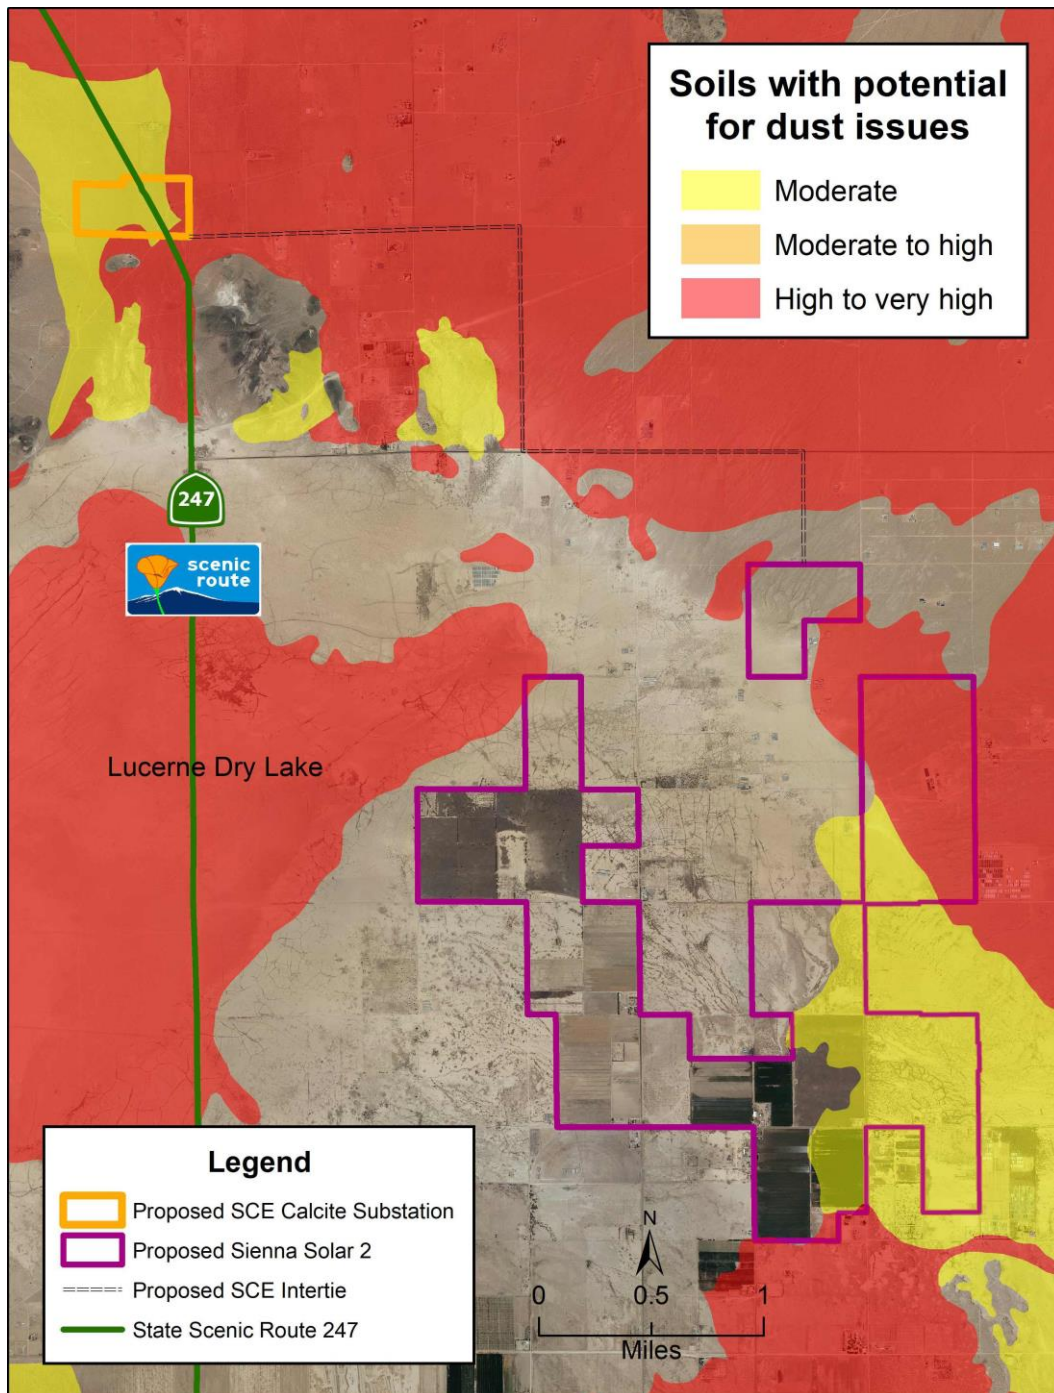 Soils with potential
for dust issues
Moderate
Moderate to high
High to very high
247
scenic
route
Lucerne Dry Lake
Legend
Proposed SCE Calcite Substation
Proposed Sienna Solar 2
Proposed SCE Intertie
State Scenic Route 247
N
0 0.5 1
Miles